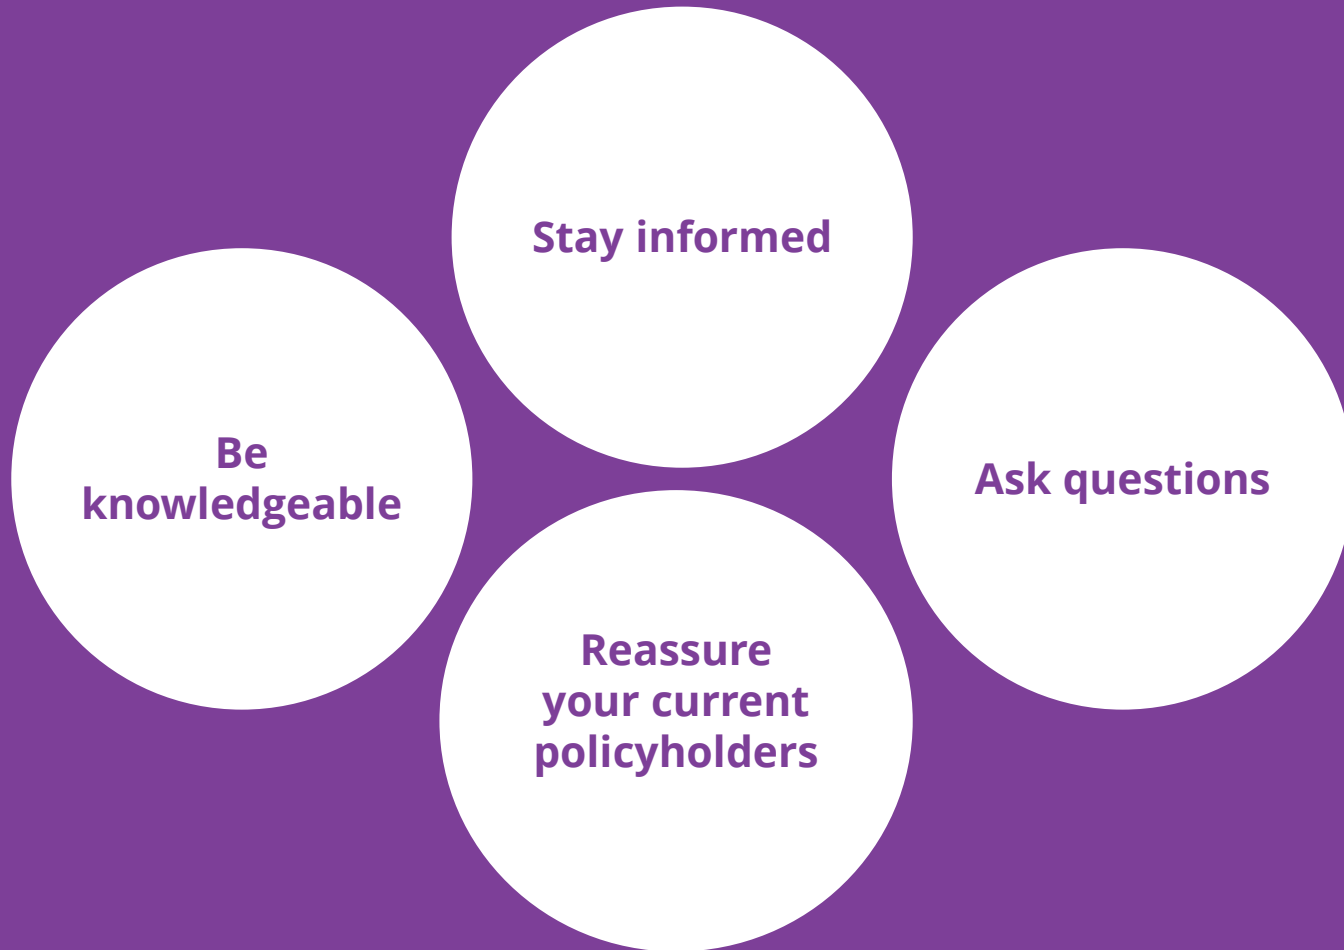 Stay informed
Be
knowledgeable
Ask questions
Reassure
your current
policyholders